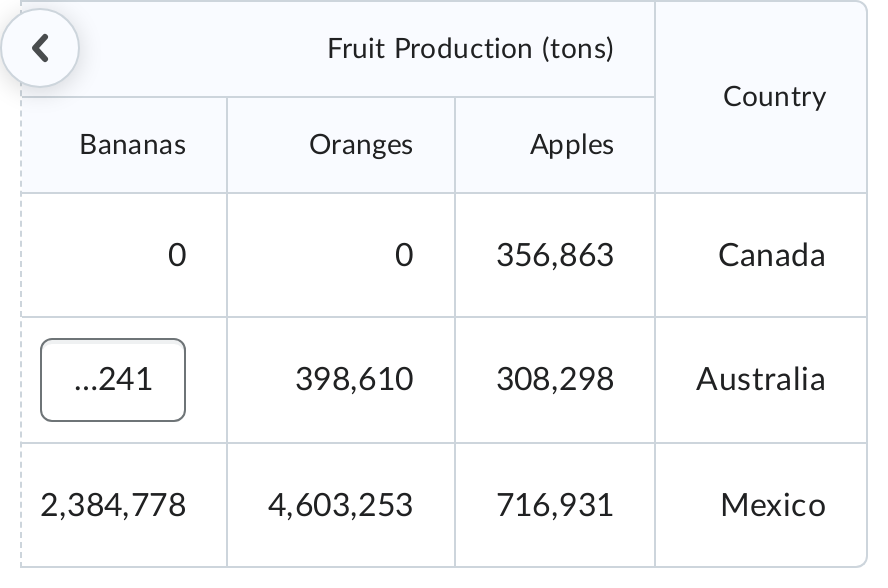 Fruit Production (tons)
Country
Bananas Oranges Apples
0 0 356,863 Canada
...241 398,610 308,298 Australia
2,384,778 4,603,253 716,931 Mexico